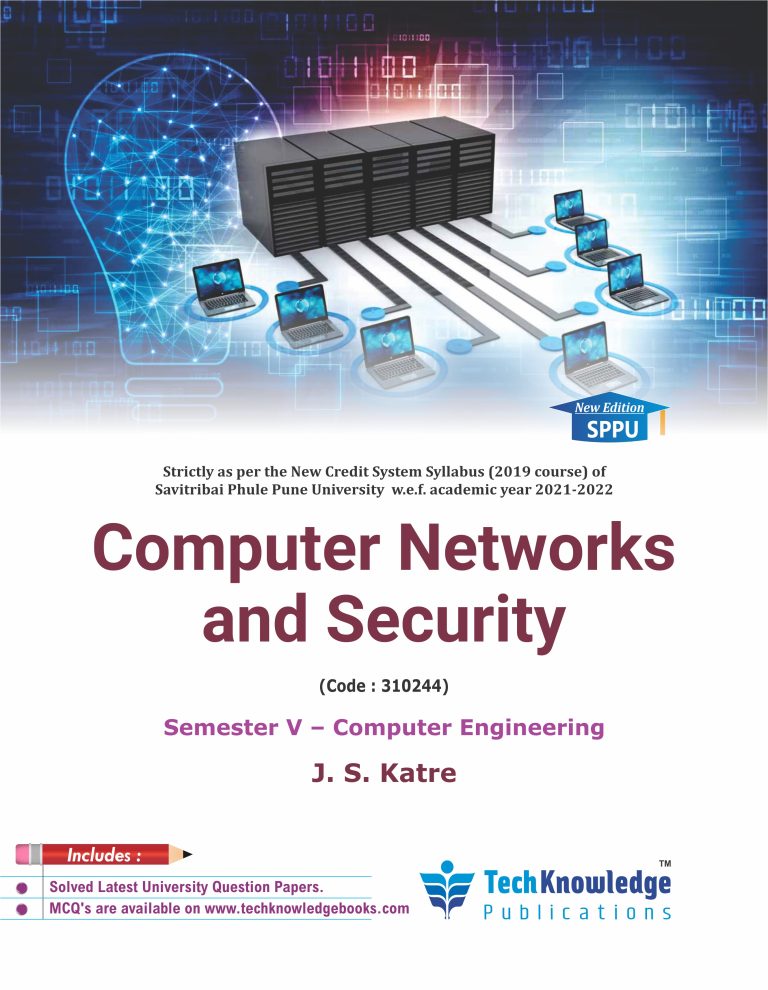 New Edition
SPPU
Strictly as per the New Credit System Syllabus (2019 course) of
Savitribai Phule Pune University w.e.f. academic year 2021-2022
Computer Networks
and Security
(Code : 310244)
Semester V – Computer Engineering
J. S. Katre
Includes :
Solved Latest University Question Papers.
MCQ's are available on www.techknowledgebooks.com
TechKnowledge™
Publications